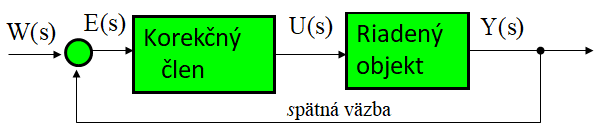 W(s)
E(s)
Korekčný
člen
U(s)
Riadený
objekt
Y(s)
spätná väzba